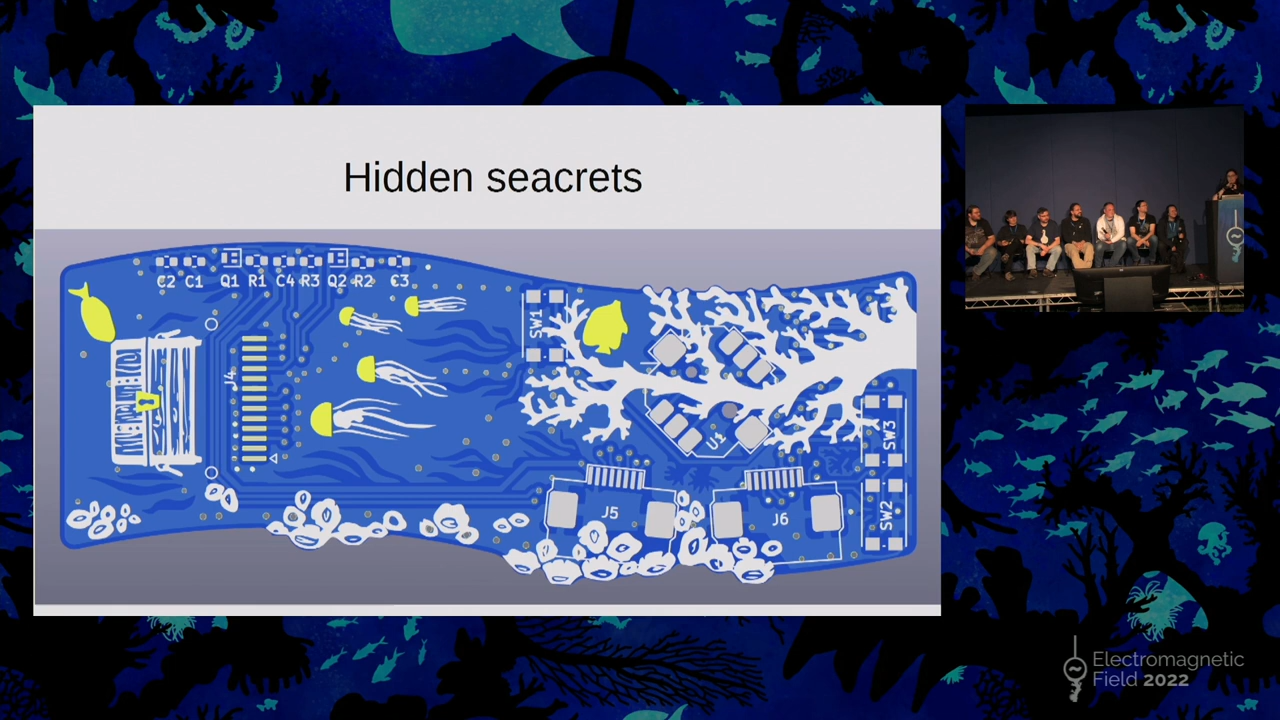 Hidden seacrets
C2 C1 Q1 R1 C4 R3 Q2 R2 C3
SW1
J4
U1
SW3
J5
J6
SW2
Electromagnetic
Field 2022